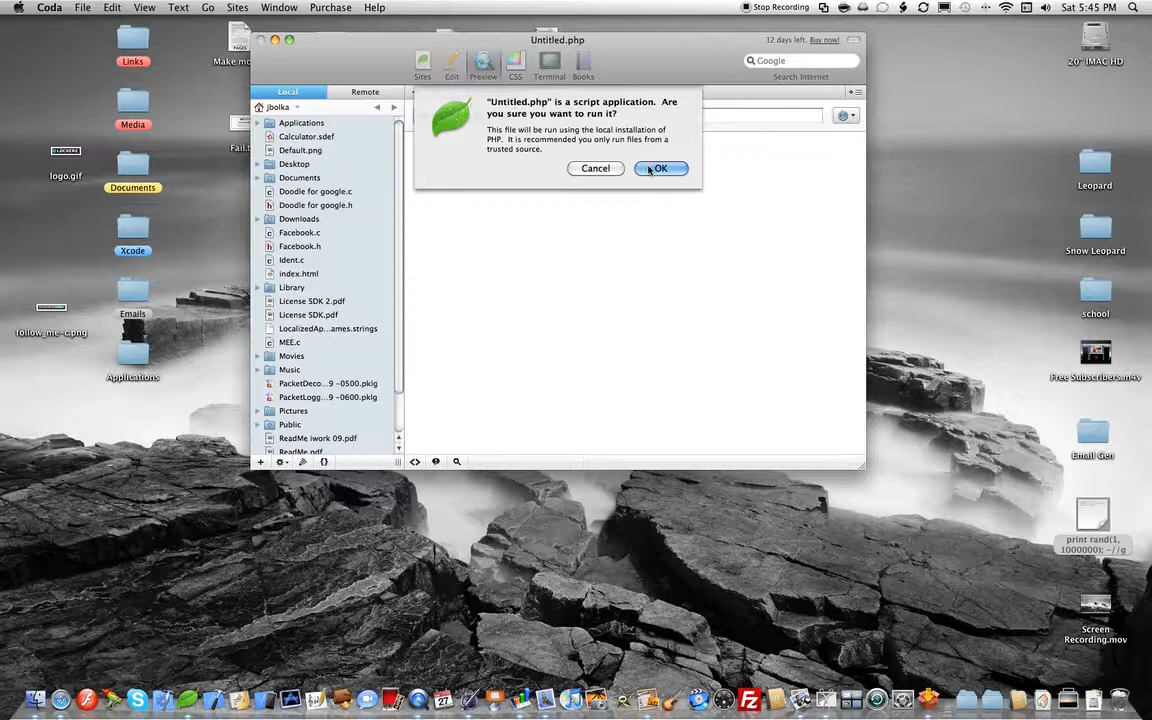 Coda File Edit View Text Go Sites Window Purchase Help
Stop Recording Sat 5:45 PM
Untitled.php
12 days left. Buy now!
Sites Edit Preview CSS Terminal Books
Google
Search Internet
Local Remote
jbolka
Applications
Calculator.sdef
Default.png
Desktop
Documents
Doodle for google.c
Doodle for google.h
Downloads
Facebook.c
Facebook.h
Ident.c
index.html
Library
License SDK 2.pdf
License SDK.pdf
LocalizedAp...ames.strings
MEE.c
Movies
Music
PacketDeco...9 -0500.pklg
PacketLogg...9 -0600.pklg
Pictures
Public
ReadMe iwork 09.pdf
ReadMe.pdf
"Untitled.php" is a script application. Are
you sure you want to run it?
This file will be run using the local installation of
PHP. It is recommended you only run files from a
trusted source.
Cancel OK
Links
Media
Documents
Xcode
Emails
Applications
PAGES
Make mo
Fail.t
logo.gif
follow_me-c.png
20" IMAC HD
Leopard
Snow Leopard
school
Free Subscribers.m4v
Email Gen
print rand(1,
1000000); ~//g
Screen
Recording.mov